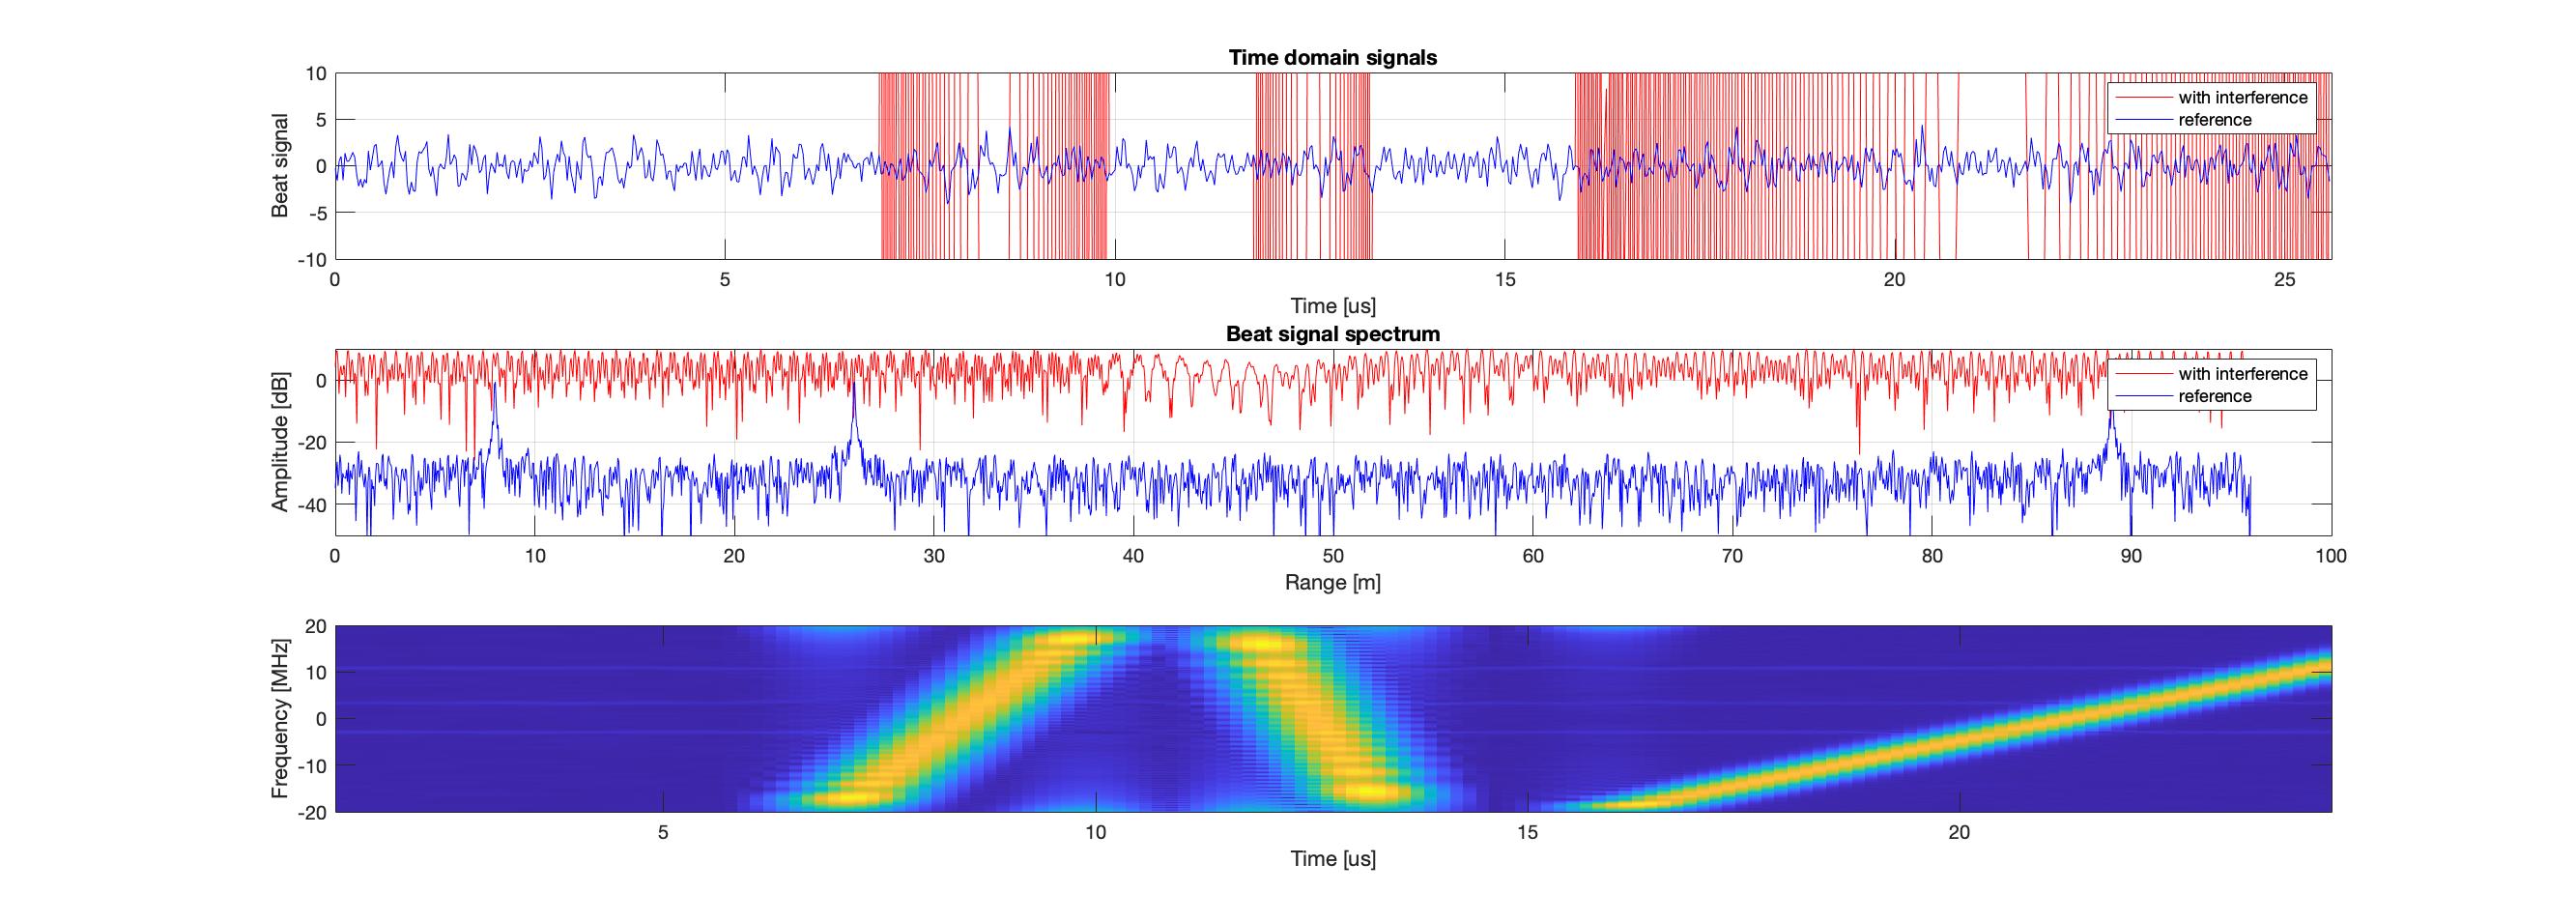 Time domain signals
10
5
0
-5
-10
Beat signal
with interference
reference
0 5 10 15 20 25
Time [us]
Beat signal spectrum
0
-20
-40
Amplitude [dB]
with interference
reference
0 10 20 30 40 50 60 70 80 90 100
Range [m]
20
10
0
-10
-20
Frequency [MHz]
5 10 15 20
Time [us]